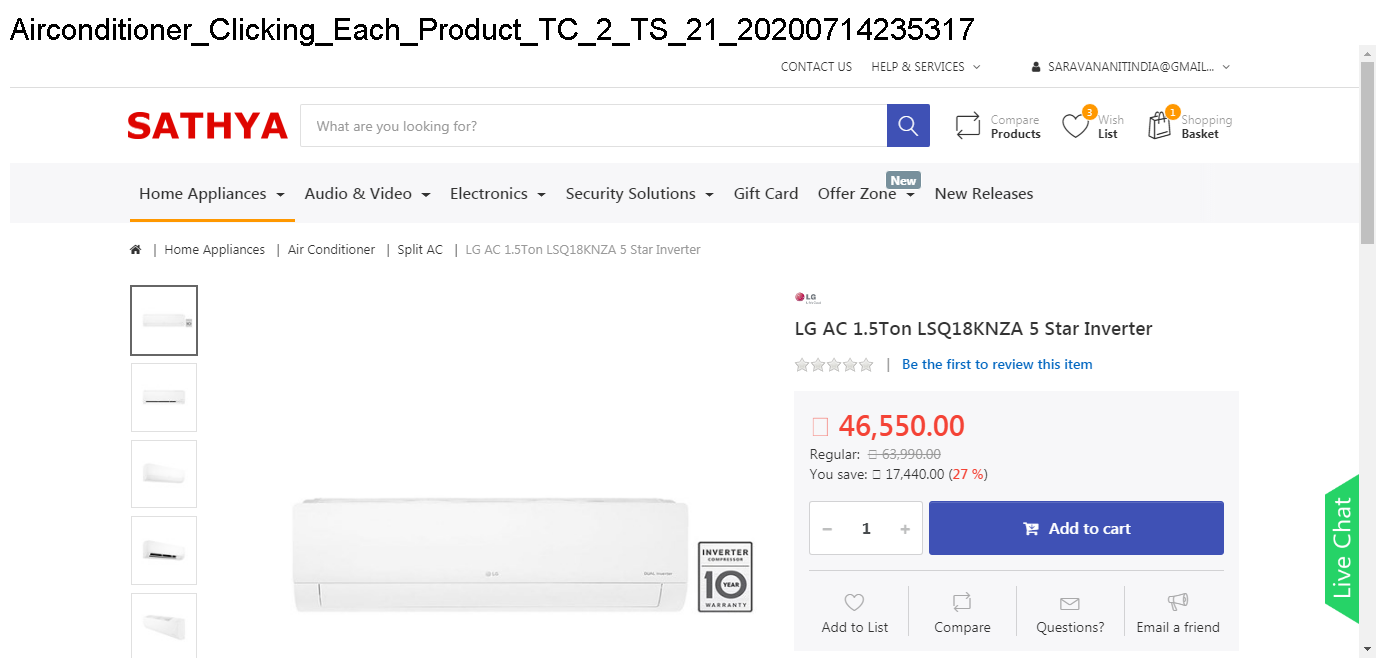 Airconditioner_Clicking_Each_Product_TC_2_TS_21_20200714235317
CONTACT US HELP & SERVICES SARAVANANITINDIA@GMAIL...
SATHYA
What are you looking for?
Compare Products
3
Wish List
1
Shopping Basket
Home Appliances Audio & Video Electronics Security Solutions Gift Card Offer Zone New New Releases
| Home Appliances | Air Conditioner | Split AC | LG AC 1.5Ton LSQ18KNZA 5 Star Inverter
LG
LG AC 1.5Ton LSQ18KNZA 5 Star Inverter
| Be the first to review this item
46,550.00
Regular: 63,990.00
You save: 17,440.00 (27 %)
− 1 +
Add to cart
INVERTER
COMPRESSOR
10 YEAR
WARRANTY
LG
DUAL Inverter
Add to List Compare Questions? Email a friend
Live Chat